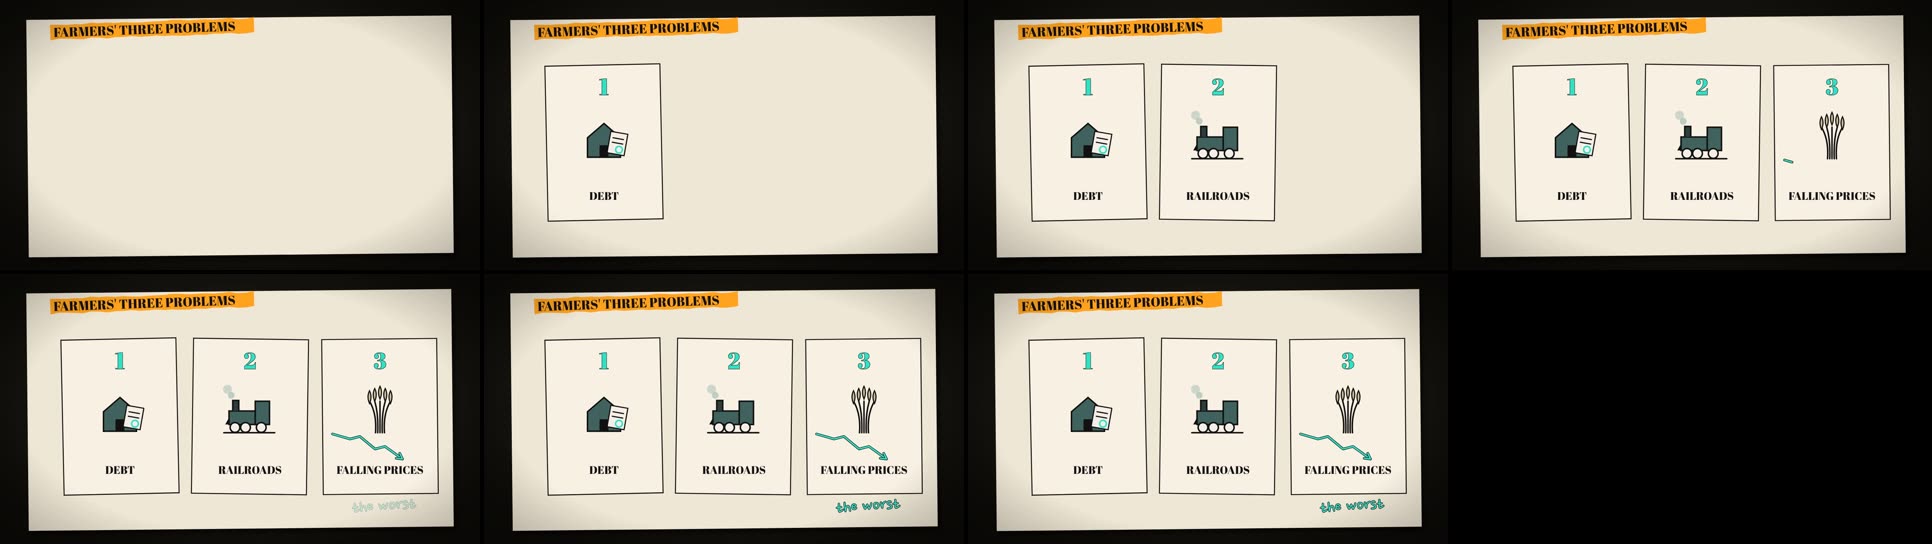 FARMERS' THREE PROBLEMS
FARMERS' THREE PROBLEMS
1
DEBT
FARMERS' THREE PROBLEMS
1 2
DEBT RAILROADS
FARMERS' THREE PROBLEMS
1 2 3
DEBT RAILROADS FALLING PRICES
FARMERS' THREE PROBLEMS
1 2 3
DEBT RAILROADS FALLING PRICES
the worst
FARMERS' THREE PROBLEMS
1 2 3
DEBT RAILROADS FALLING PRICES
the worst
FARMERS' THREE PROBLEMS
1 2 3
DEBT RAILROADS FALLING PRICES
the worst